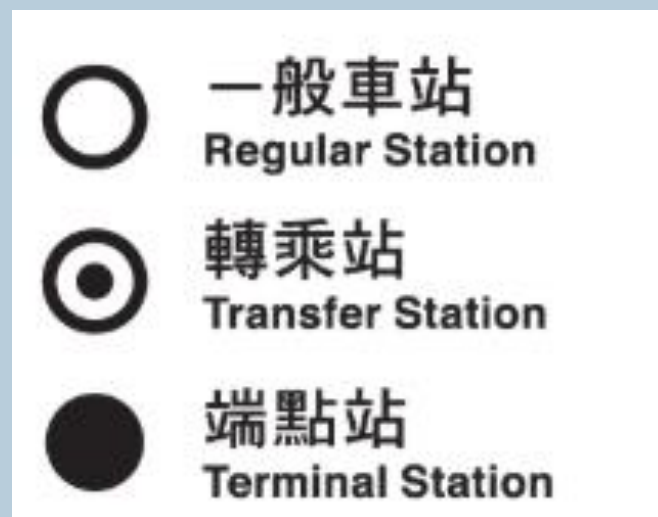 一般車站
Regular Station
轉乘站
Transfer Station
端點站
Terminal Station